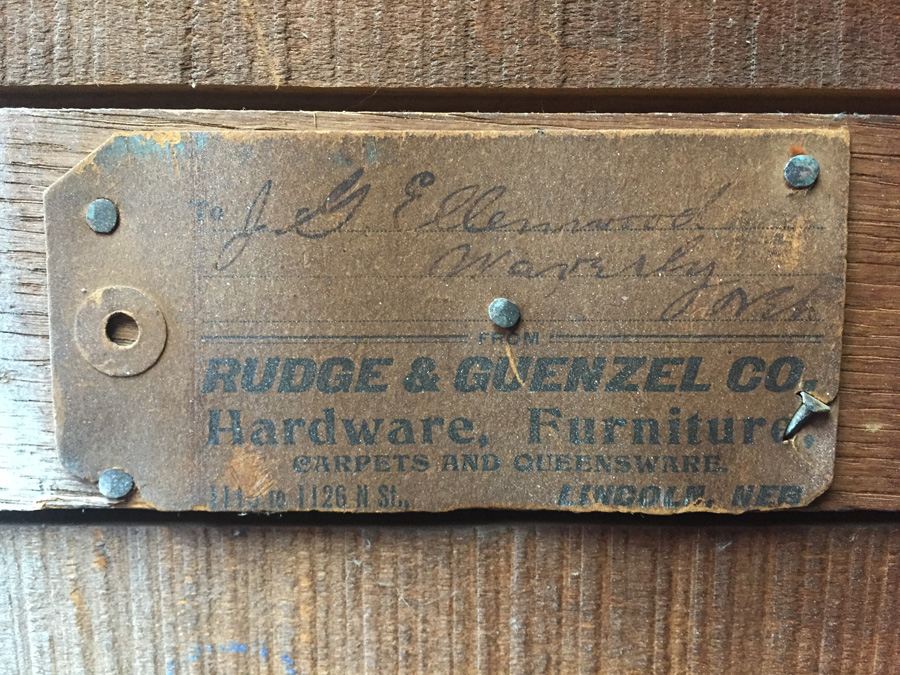 To J. G. Ellenwood
Waverly
Neb
FROM
RUDGE & GUENZEL CO.
Hardware, Furniture,
CARPETS AND QUEENSWARE.
to 1126 N St.,
LINCOLN, NEB